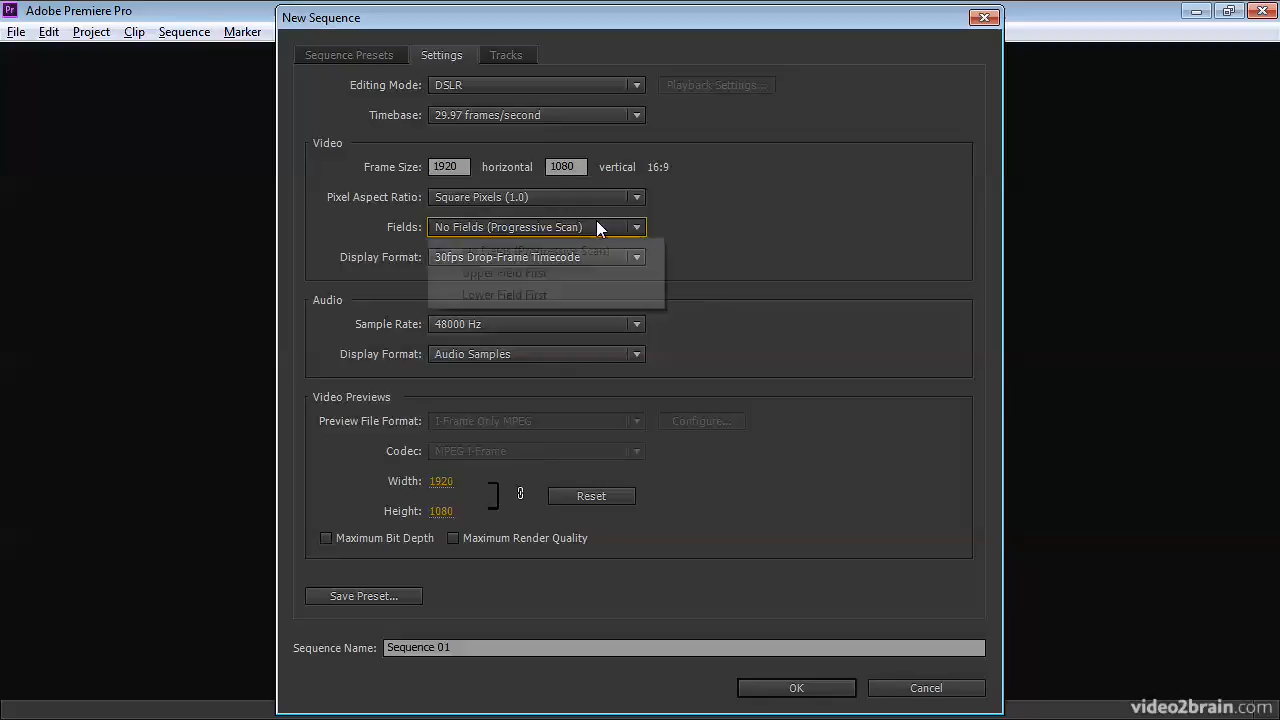 Adobe Premiere Pro
File Edit Project Clip Sequence Marker
New Sequence
Sequence Presets Settings Tracks
Editing Mode: DSLR Playback Settings...
Timebase: 29.97 frames/second
Video
Frame Size: 1920 horizontal 1080 vertical 16:9
Pixel Aspect Ratio: Square Pixels (1.0)
Fields: No Fields (Progressive Scan)
No Fields (Progressive Scan)
Display Format: 30fps Drop-Frame Timecode
Upper Field First
Lower Field First
Audio
Sample Rate: 48000 Hz
Display Format: Audio Samples
Video Previews
Preview File Format: I-Frame Only MPEG Configure...
Codec: MPEG I-Frame
Width: 1920
Reset
Height: 1080
Maximum Bit Depth Maximum Render Quality
Save Preset...
Sequence Name: Sequence 01
OK Cancel
video2brain.com